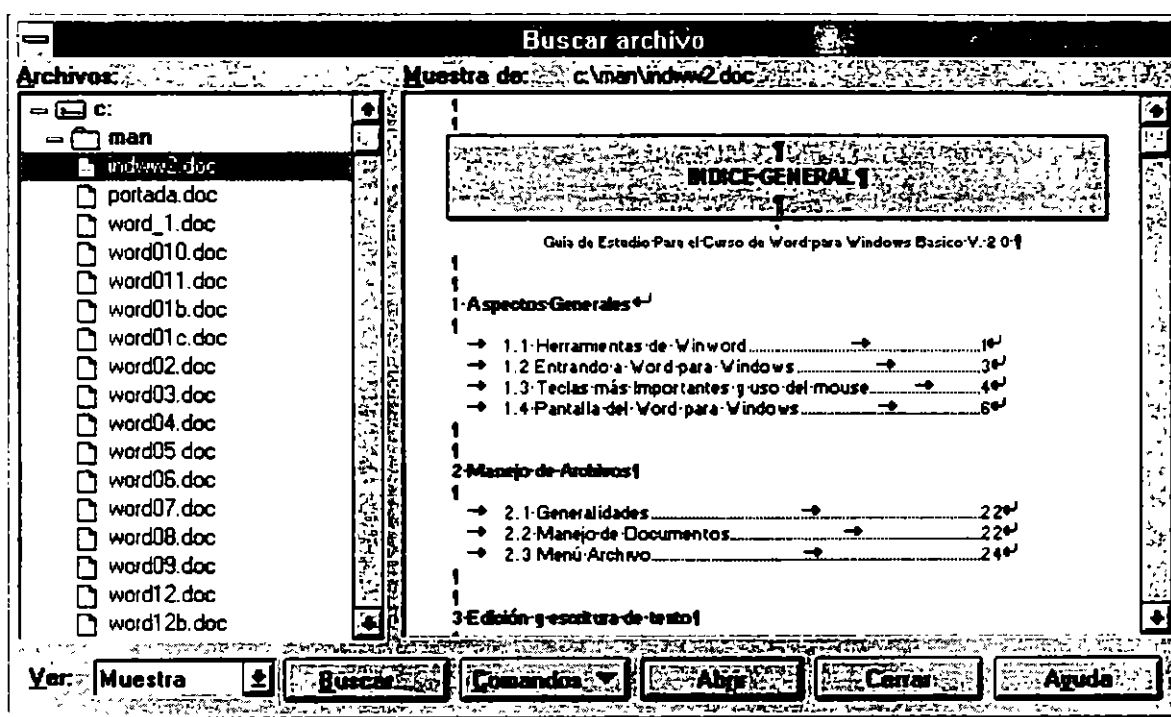 Buscar archivo
Archivos:
Muestra de: c:\man\indww2.doc
c:
man
indww2.doc
portada.doc
word_1.doc
word010.doc
word011.doc
word01b.doc
word01c.doc
word02.doc
word03.doc
word04.doc
word05.doc
word06.doc
word07.doc
word08.doc
word09.doc
word12.doc
word12b.doc
INDICE·GENERAL¶
Guia de Estudio·Para el·Curso de Word·para Windows Basico·V.·2.0·¶
1·Aspectos·Generales↵
→ 1.1·Herramientas·de·Winword → 1↵
→ 1.2 Entrando·a·Word·para·Windows → 3↵
→ 1.3·Teclas·más·Importantes·y·uso·del·mouse → 4↵
→ 1.4·Pantalla·del·Word·para·Windows → 6↵
2·Manejo·de·Archivos¶
→ 2.1·Generalidades → 22↵
→ 2.2·Manejo·de·Documentos → 22↵
→ 2.3 Menú·Archivo → 24↵
3·Edición·y·escritura·de·texto¶
Ver: Muestra Buscar Comandos Abrir Cerrar Ayuda